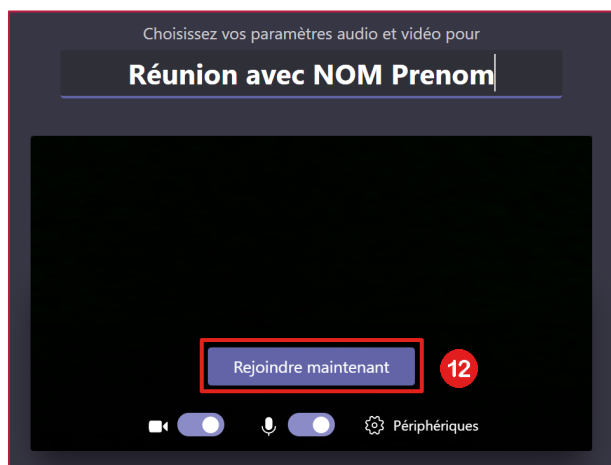 Choisissez vos paramètres audio et vidéo pour
Réunion avec NOM Prenom
Rejoindre maintenant
12
Périphériques